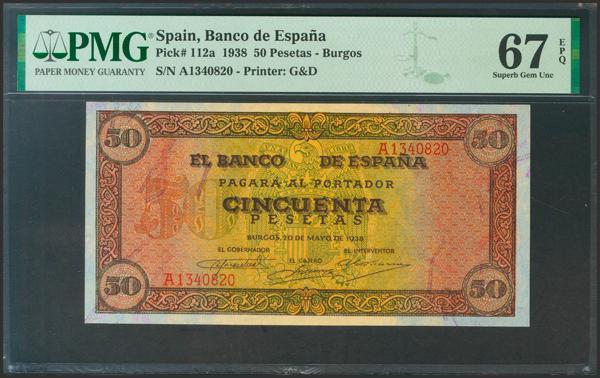 PMG
PAPER MONEY GUARANTY
Spain, Banco de España
Pick# 112a 1938 50 Pesetas - Burgos
S/N A1340820 - Printer: G&D
67 EPQ
Superb Gem Unc
50
50
A1340820
EL BANCO DE ESPAÑA
PAGARÁ AL PORTADOR
CINCUENTA
PESETAS
BURGOS, 20 DE MAYO DE 1938
EL GOBERNADOR
EL CAJERO
EL INTERVENTOR
A1340820
50
50